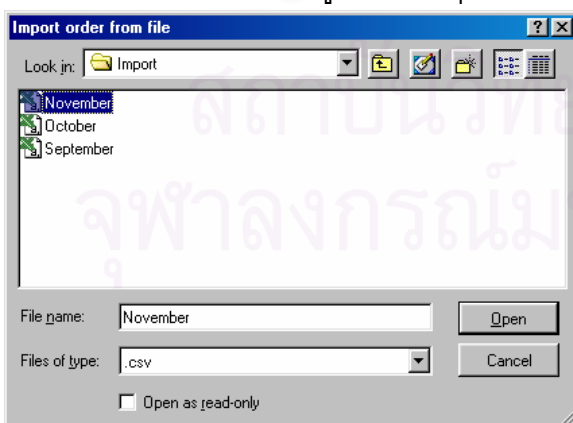 Import order from file
Look in: Import
November
October
September
สถาบันวิทย
จุฬาลงกรณ์ม
File name: November Open
Files of type: .csv Cancel
Open as read-only